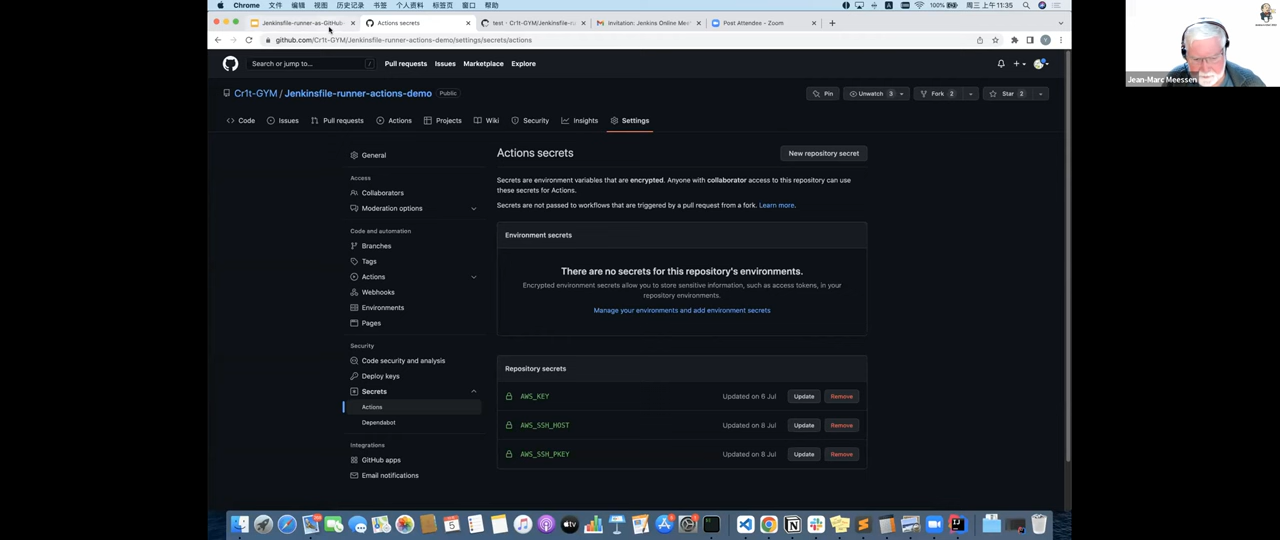 Chrome 文件 编辑 视图 历史记录 书签 个人资料 标签页 窗口 帮助
100% 周三上午11:35
Jenkinsfile-runner-as-GitHub-
Actions secrets
test · Cr1t-GYM/Jenkinsfile-ru
Invitation: Jenkins Online Mee
Post Attendee - Zoom
github.com/Cr1t-GYM/Jenkinsfile-runner-actions-demo/settings/secrets/actions
Jean-Marc Meessen
Search or jump to... /
Pull requests Issues Marketplace Explore
Cr1t-GYM / Jenkinsfile-runner-actions-demo Public
Pin Unwatch 3 Fork 2 Star 2
Code Issues Pull requests Actions Projects Wiki Security Insights Settings
General
Access
Collaborators
Moderation options
Code and automation
Branches
Tags
Actions
Webhooks
Environments
Pages
Security
Code security and analysis
Deploy keys
Secrets
Actions
Dependabot
Integrations
GitHub apps
Email notifications
Actions secrets
New repository secret
Secrets are environment variables that are encrypted. Anyone with collaborator access to this repository can use
these secrets for Actions.
Secrets are not passed to workflows that are triggered by a pull request from a fork. Learn more.
Environment secrets
There are no secrets for this repository's environments.
Encrypted environment secrets allow you to store sensitive information, such as access tokens, in your
repository environments.
Manage your environments and add environment secrets
Repository secrets
AWS_KEY Updated on 6 Jul Update Remove
AWS_SSH_HOST Updated on 8 Jul Update Remove
AWS_SSH_PKEY Updated on 8 Jul Update Remove